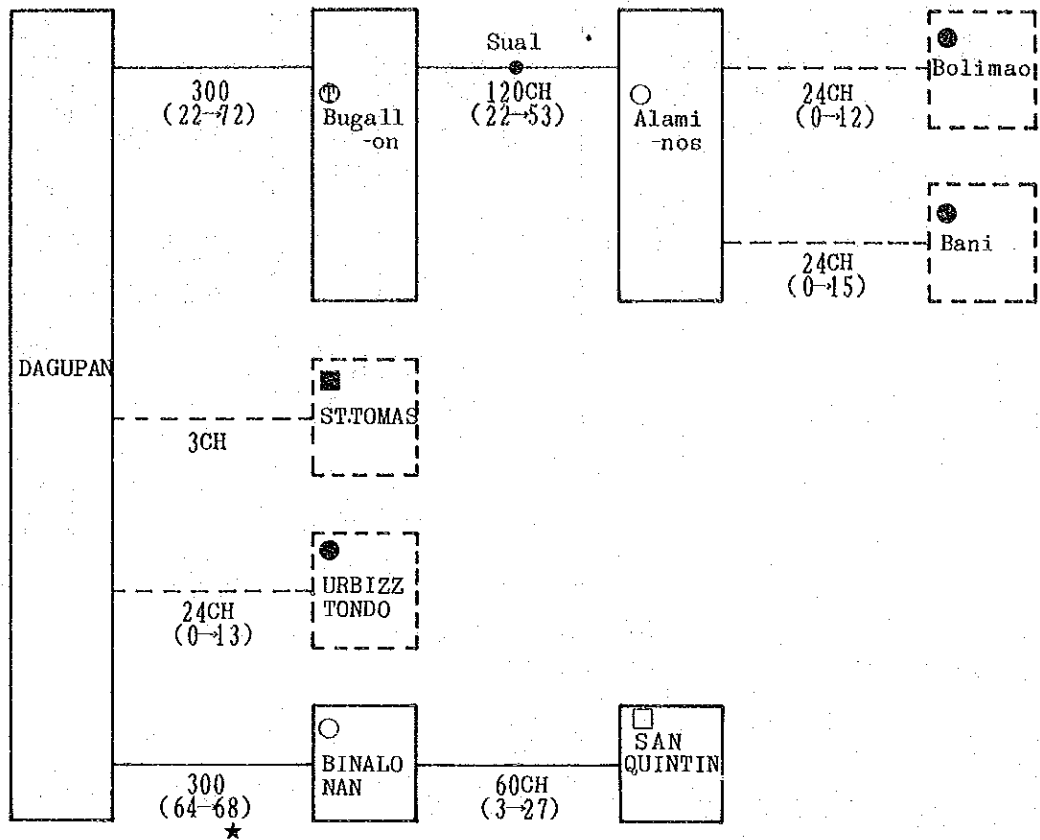 Sual
300
(22→72)
Bugall
-on
120CH
(22→53)
Alami
-nos
24CH
(0→12)
Bolimao
24CH
(0→15)
Bani
DAGUPAN
3CH
ST.TOMAS
24CH
(0→13)
URBIZZ
TONDO
300
(64→68)
★
BINALO
NAN
60CH
(3→27)
SAN
QUINTIN